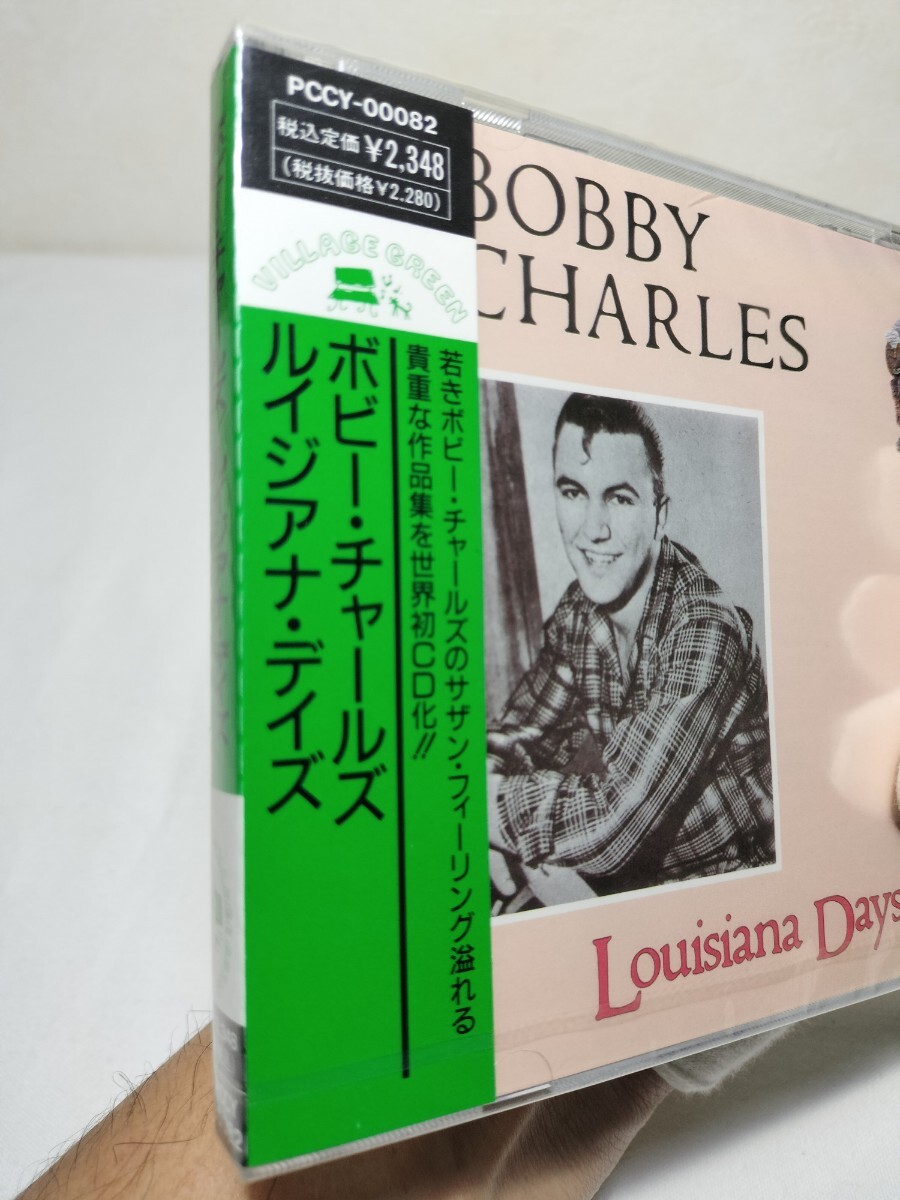 PCCY-00082
税込定価 ¥2,348
(税抜価格¥2.280)
VILLAGE GREEN
若きボビー・チャールズのサザン・フィーリング溢れる
貴重な作品集を世界初CD化!!
ボビー・チャールズ
ルイジアナ・デイズ
BOBBY
CHARLES
Louisiana Days